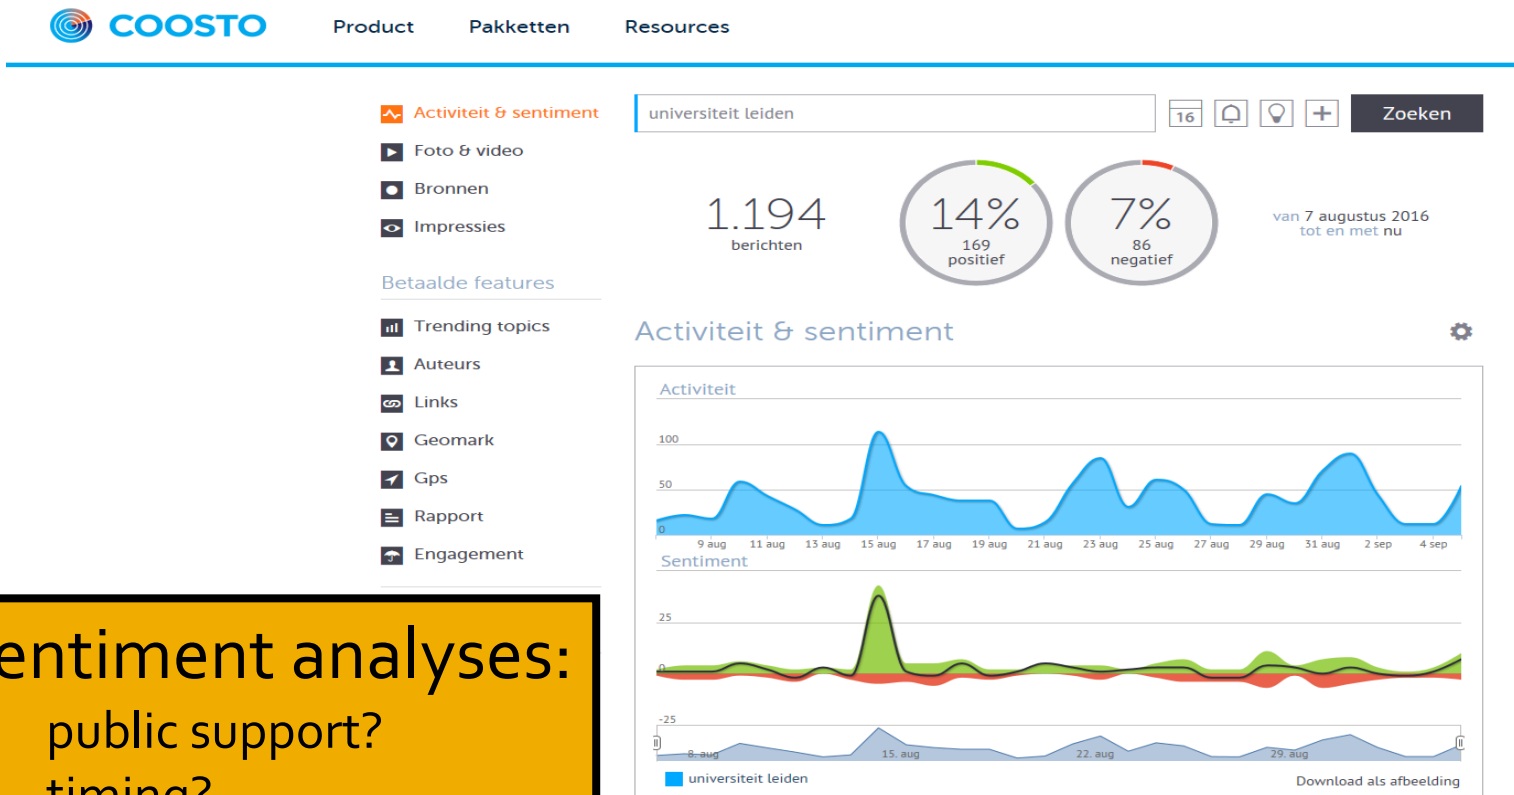 COOSTO Product Pakketten Resources
Activiteit & sentiment
Foto & video
Bronnen
Impressies
Betaalde features
Trending topics
Auteurs
Links
Geomark
Gps
Rapport
Engagement
universiteit leiden 16 Zoeken
1.194
berichten
14%
169
positief
7%
86
negatief
van 7 augustus 2016
tot en met nu
Activiteit & sentiment
Activiteit
100
50
0
9 aug 11 aug 13 aug 15 aug 17 aug 19 aug 21 aug 23 aug 25 aug 27 aug 29 aug 31 aug 2 sep 4 sep
Sentiment
25
0
-25
8. aug 15. aug 22. aug 29. aug
universiteit leiden
Download als afbeelding
entiment analyses:
public support?
timing?